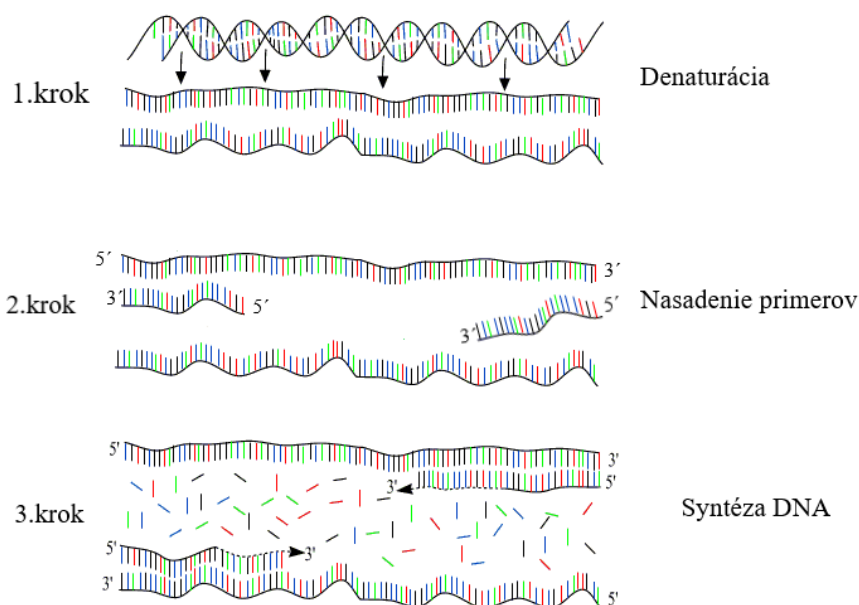 1.krok
Denaturácia
5´
3´
2.krok
3´
5´
5´
3´
Nasadenie primerov
3.krok
5'
3'
3'
5'
Syntéza DNA
5'
3'
3'
5'